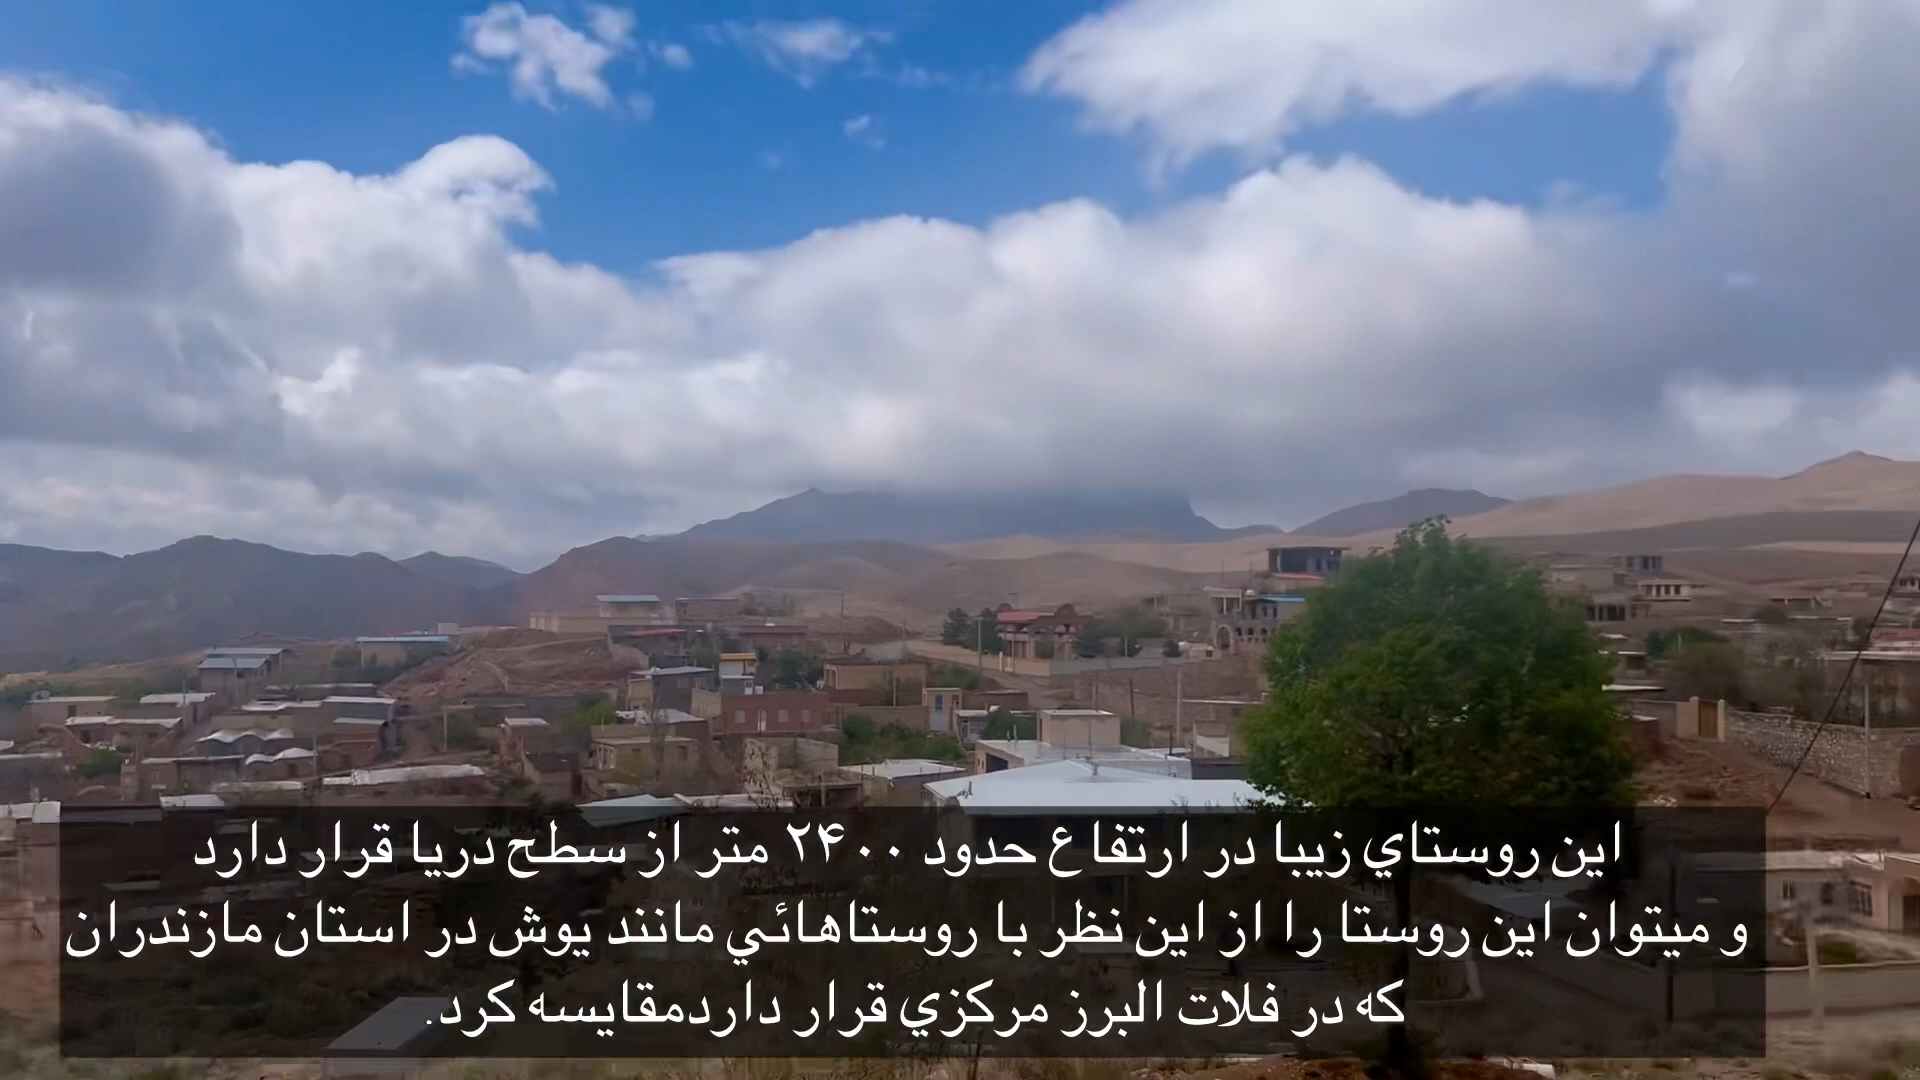 این روستاي زیبا در ارتفاع حدود ۲۴۰۰ متر از سطح دریا قرار دارد
و میتوان این روستا را از این نظر با روستاهائي مانند یوش در استان مازندران
که در فلات البرز مرکزي قرار داردمقایسه کرد.